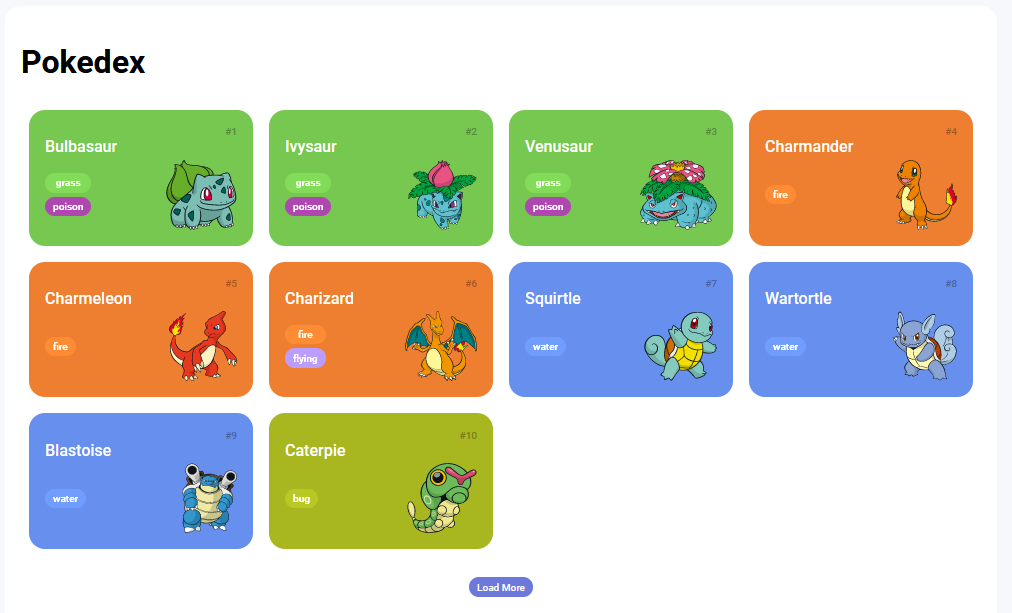 Pokedex
#1
Bulbasaur
grass
poison
#2
Ivysaur
grass
poison
#3
Venusaur
grass
poison
#4
Charmander
fire
#5
Charmeleon
fire
#6
Charizard
fire
flying
#7
Squirtle
water
#8
Wartortle
water
#9
Blastoise
water
#10
Caterpie
bug
Load More